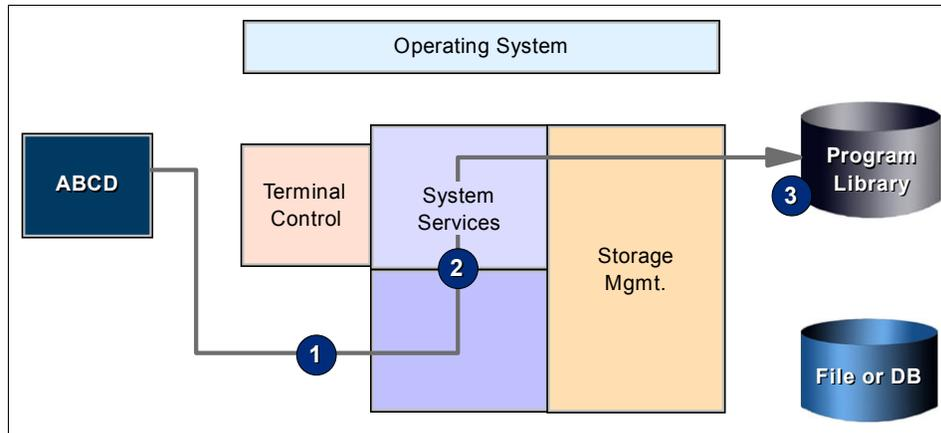 Operating System
ABCD
Terminal
Control
System
Services
Storage
Mgmt.
Program
Library
3
2
1
File or DB